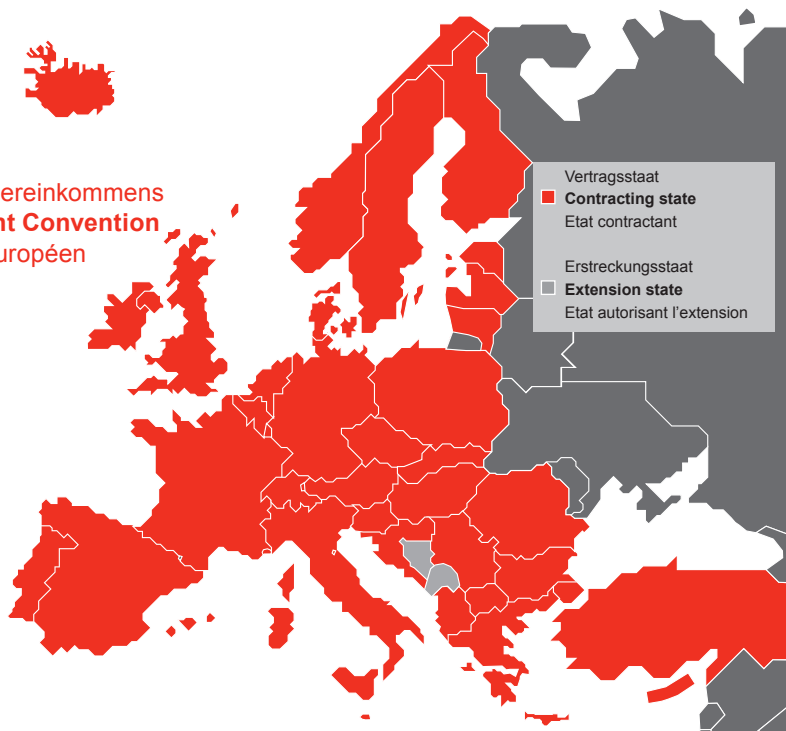 ereinkommens
nt Convention
uropéen
Vertragsstaat
Contracting state
Etat contractant
Erstreckungsstaat
Extension state
Etat autorisant l'extension